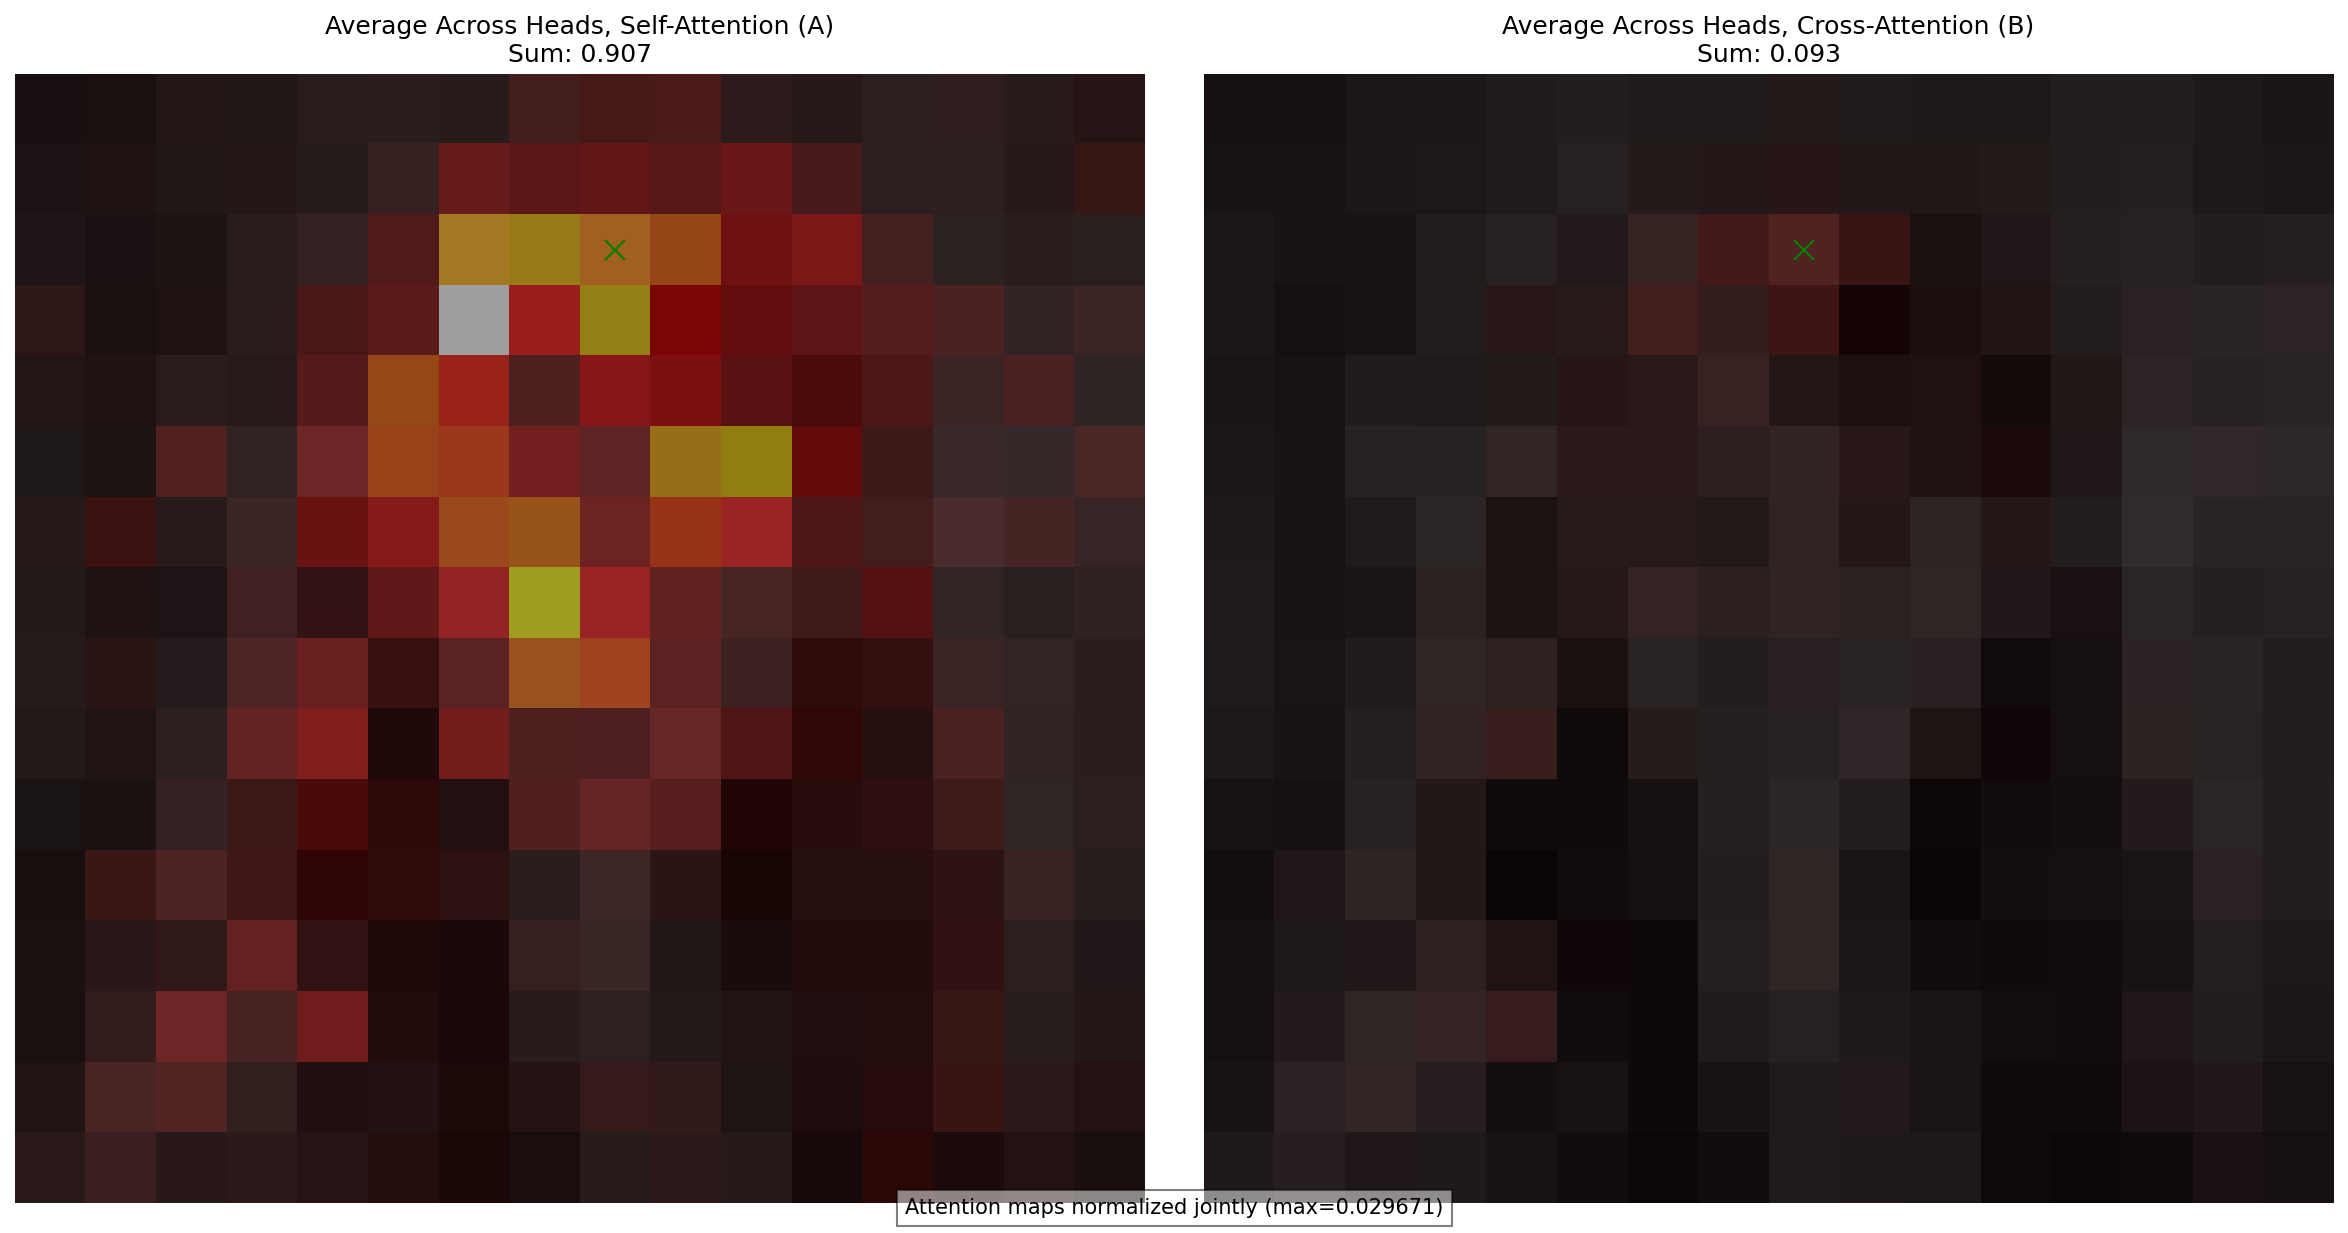 Average Across Heads, Self-Attention (A)
Sum: 0.907
Average Across Heads, Cross-Attention (B)
Sum: 0.093
Attention maps normalized jointly (max=0.029671)